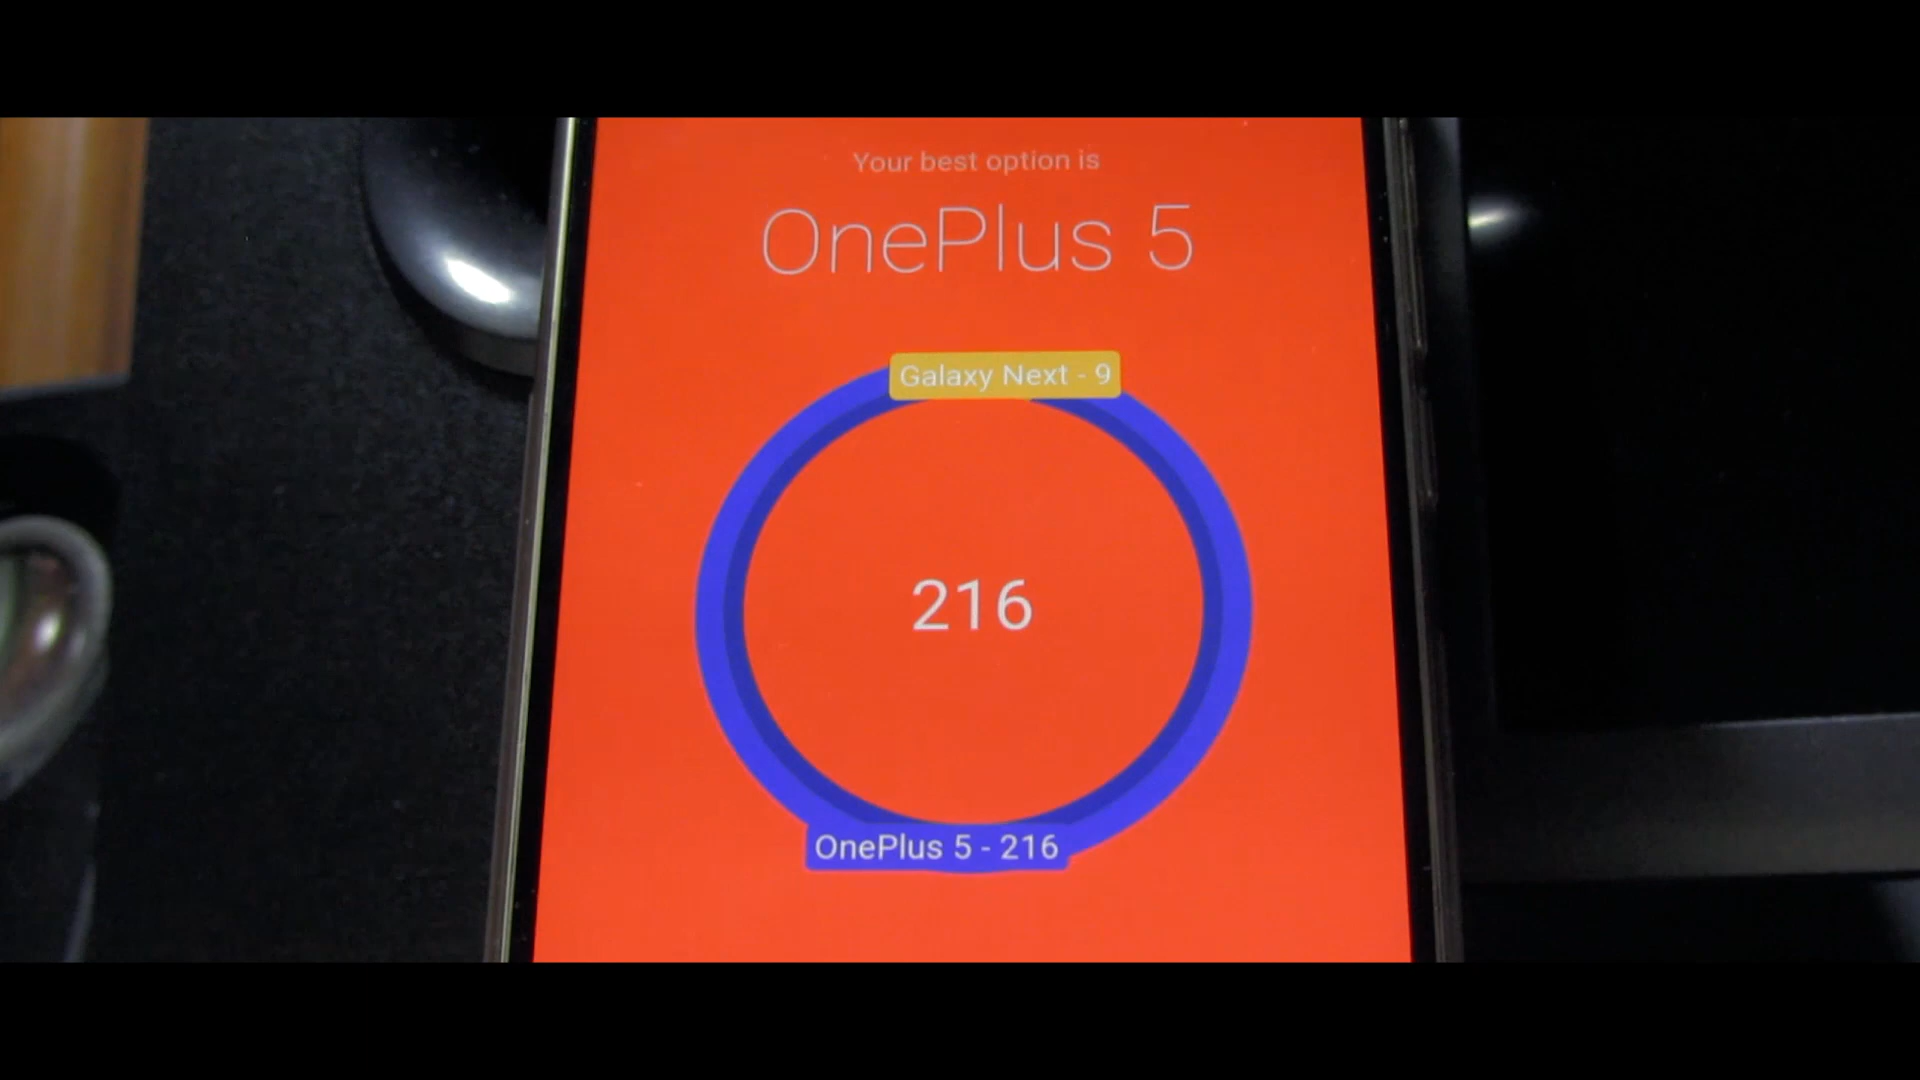 Your best option is
OnePlus 5
Galaxy Next - 9
216
OnePlus 5 - 216